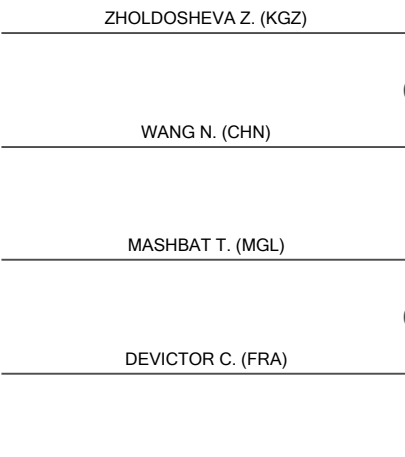 ZHOLDOSHEVA Z. (KGZ)
WANG N. (CHN)
MASHBAT T. (MGL)
DEVICTOR C. (FRA)